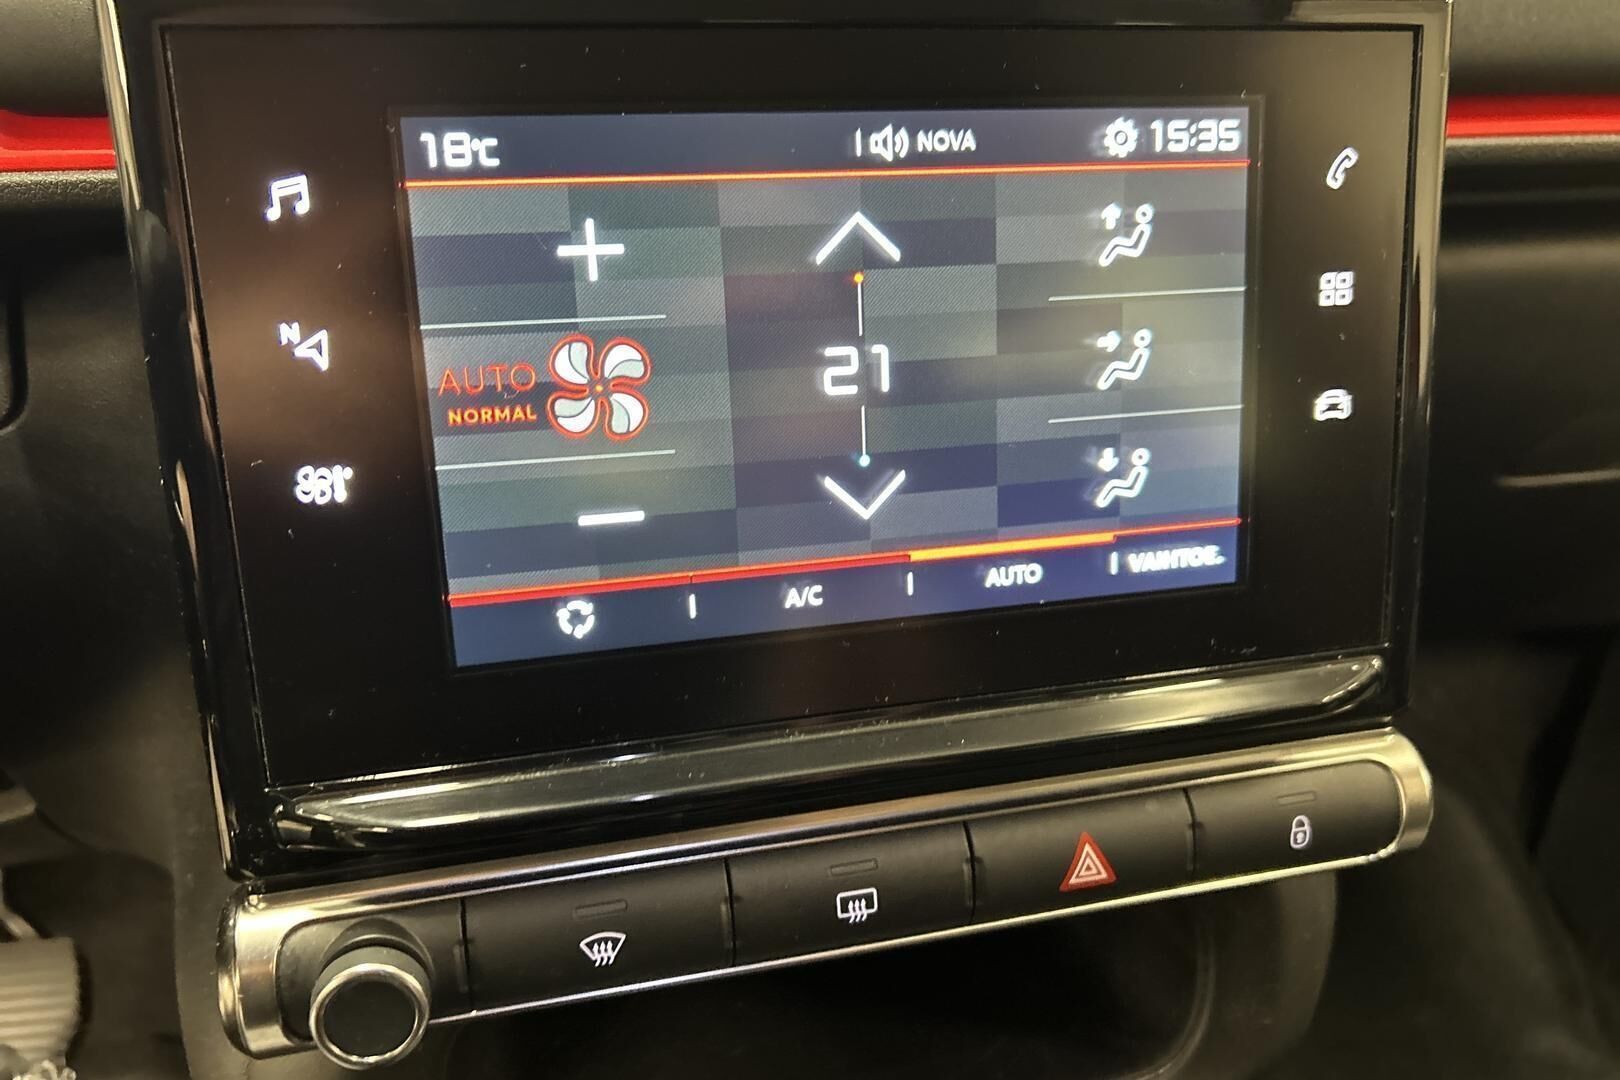 18°C
NOVA
15:35
N
AUTO
NORMAL
21
A/C
AUTO
VAIHTOE.